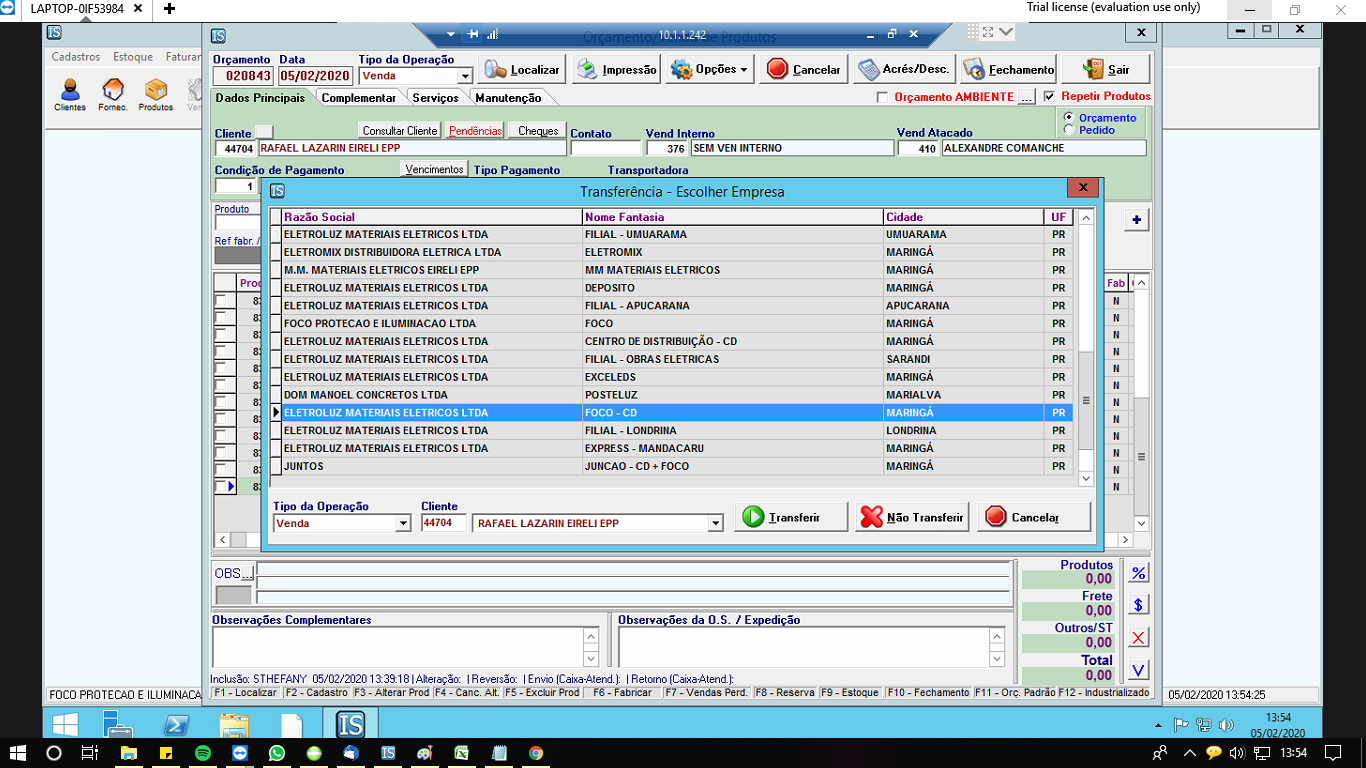 LAPTOP-0IF53984
Trial license (evaluation use only)
10.1.1.242
Cadastros Estoque Faturar
Clientes Fornec. Produtos
Orçamento Data Tipo da Operação
020843 05/02/2020 Venda
Localizar Impressão Opções Cancelar Acrés/Desc. Fechamento Sair
Dados Principais Complementar Serviços Manutenção
Orçamento AMBIENTE ... Repetir Produtos
Orçamento
Pedido
Cliente Consultar Cliente Pendências Cheques Contato Vend Interno Vend Atacado
44704 RAFAEL LAZARIN EIRELI EPP 376 SEM VEN INTERNO 410 ALEXANDRE COMANCHE
Condição de Pagamento Vencimentos Tipo Pagamento Transportadora
1
Produto
Ref fabr. /
Transferência - Escolher Empresa
Razão Social Nome Fantasia Cidade UF
ELETROLUZ MATERIAIS ELETRICOS LTDA FILIAL - UMUARAMA UMUARAMA PR
ELETROMIX DISTRIBUIDORA ELETRICA LTDA ELETROMIX MARINGÁ PR
M.M. MATERIAIS ELETRICOS EIRELI EPP MM MATERIAIS ELETRICOS MARINGÁ PR
ELETROLUZ MATERIAIS ELETRICOS LTDA DEPOSITO MARINGÁ PR
ELETROLUZ MATERIAIS ELETRICOS LTDA FILIAL - APUCARANA APUCARANA PR
FOCO PROTECAO E ILUMINACAO LTDA FOCO MARINGÁ PR
ELETROLUZ MATERIAIS ELETRICOS LTDA CENTRO DE DISTRIBUIÇÃO - CD MARINGÁ PR
ELETROLUZ MATERIAIS ELETRICOS LTDA FILIAL - OBRAS ELETRICAS SARANDI PR
ELETROLUZ MATERIAIS ELETRICOS LTDA EXCELEDS MARINGÁ PR
DOM MANOEL CONCRETOS LTDA POSTELUZ MARIALVA PR
ELETROLUZ MATERIAIS ELETRICOS LTDA FOCO - CD MARINGÁ PR
ELETROLUZ MATERIAIS ELETRICOS LTDA FILIAL - LONDRINA LONDRINA PR
ELETROLUZ MATERIAIS ELETRICOS LTDA EXPRESS - MANDACARU MARINGÁ PR
JUNTOS JUNCAO - CD + FOCO MARINGÁ PR
Tipo da Operação Cliente
Venda 44704 RAFAEL LAZARIN EIRELI EPP Transferir Não Transferir Cancelar
Fab
N
N
N
N
N
N
N
N
N
N
N
N
OBS...
Produtos
0,00
Frete
0,00
Outros/ST
0,00
Total
0,00
Observações Complementares Observações da O.S. / Expedição
Inclusão: STHEFANY 05/02/2020 13:39:18 | Alteração: | Reversão: | Envio (Caixa-Atend.): | Retorno (Caixa-Atend.):
F1 - Localizar F2 - Cadastro F3 - Alterar Prod F4 - Canc. Alt. F5 - Excluir Prod F6 - Fabricar F7 - Vendas Perd. F8 - Reserva F9 - Estoque F10 - Fechamento F11 - Orç. Padrão F12 - Industrializado
FOCO PROTECAO E ILUMINACA 05/02/2020 13:54:25
13:54
05/02/2020
13:54